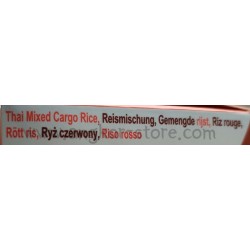 Thai Mixed Cargo Rice, Reismischung, Gemengde rijst, Riz rouge,
Rött ris, Ryż czerwony, Riso rosso